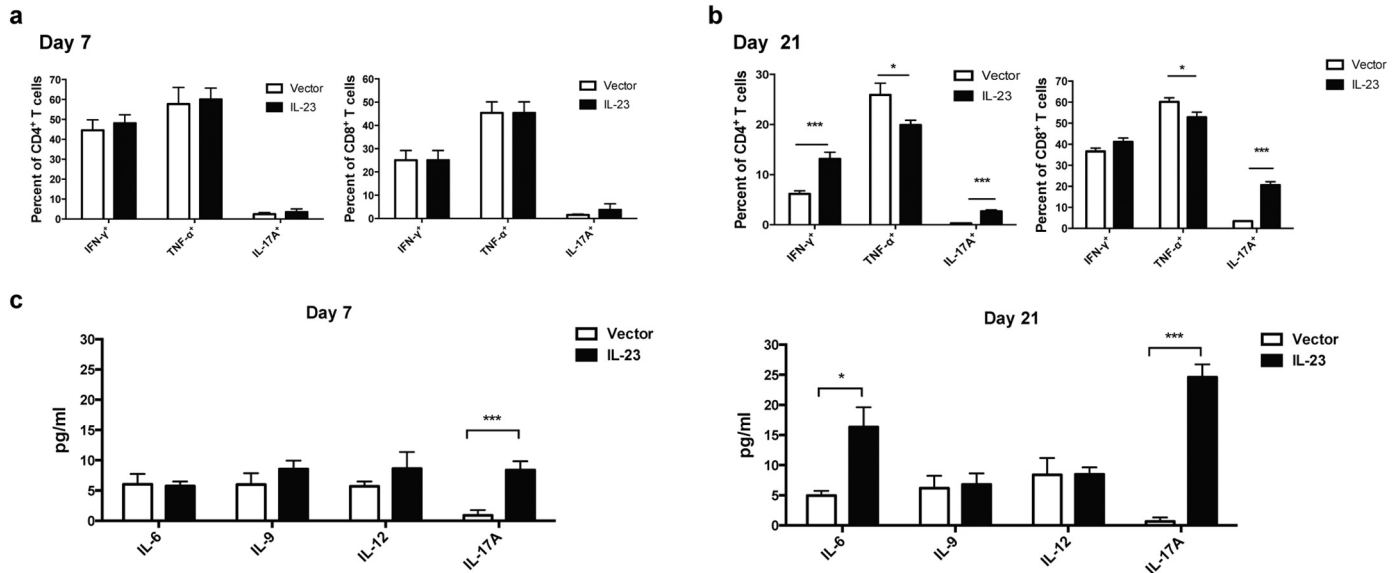 a
Day 7
Percent of CD4⁺ T cells
70
60
50
40
30
20
10
0
IFN-γ⁺
TNF-α⁺
IL-17A⁺
Vector
IL-23
Percent of CD8⁺ T cells
60
50
40
30
20
10
0
IFN-γ⁺
TNF-α⁺
IL-17A⁺
Vector
IL-23
b
Day 21
Percent of CD4⁺ T cells
30
20
10
0
***
*
***
IFN-γ⁺
TNF-α⁺
IL-17A⁺
Vector
IL-23
Percent of CD8⁺ T cells
70
60
50
40
30
20
10
0
*
***
IFN-γ⁺
TNF-α⁺
IL-17A⁺
Vector
IL-23
c
Day 7
pg/ml
30
25
20
15
10
5
0
***
IL-6
IL-9
IL-12
IL-17A
Vector
IL-23
Day 21
pg/ml
30
25
20
15
10
5
0
*
***
IL-6
IL-9
IL-12
IL-17A
Vector
IL-23